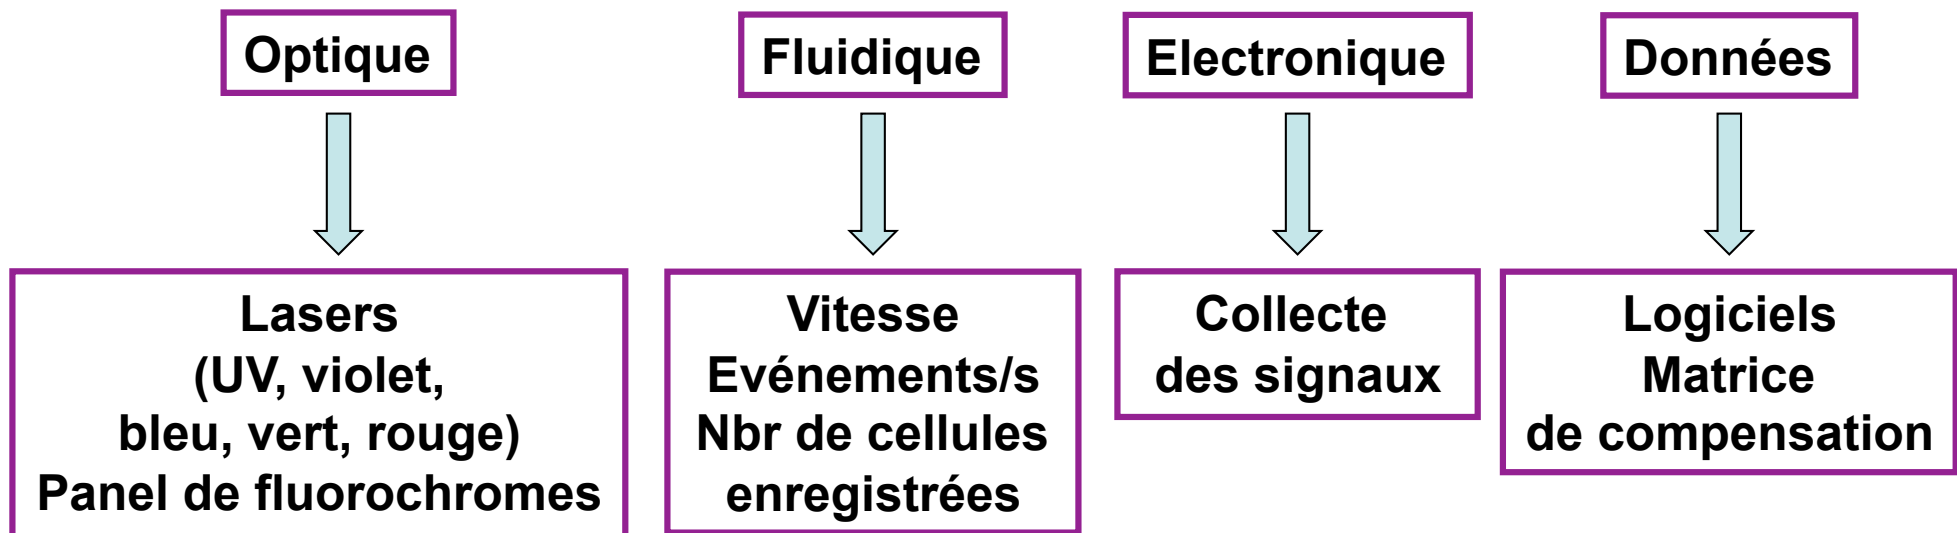 Optique
Fluidique
Electronique
Données
Lasers
(UV, violet,
bleu, vert, rouge)
Panel de fluorochromes
Vitesse
Evénements/s
Nbr de cellules
enregistrées
Collecte
des signaux
Logiciels
Matrice
de compensation